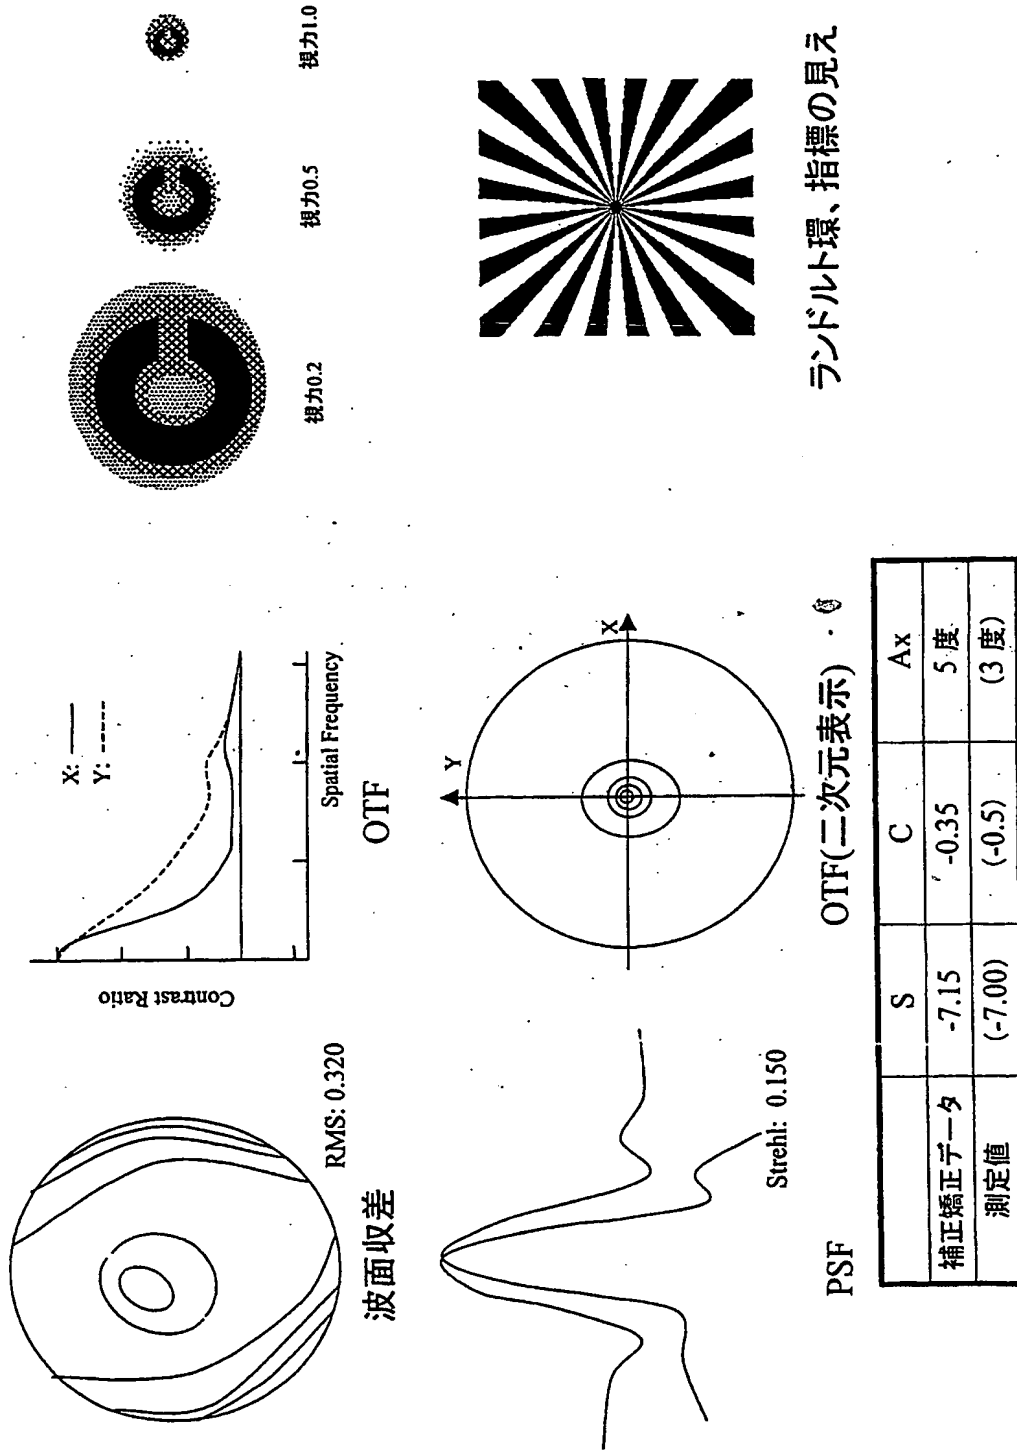 RMS: 0.320
波面収差
Contrast Ratio
X:
Y:
Spatial Frequency
OTF
視力0.2
視力0.5
視力1.0
Strehl: 0.150
PSF
Y
X
OTF(二次元表示)
ランドルト環、指標の見え
S C Ax
補正矯正データ -7.15 -0.35 5度
測定値 (-7.00) (-0.5) (3度)